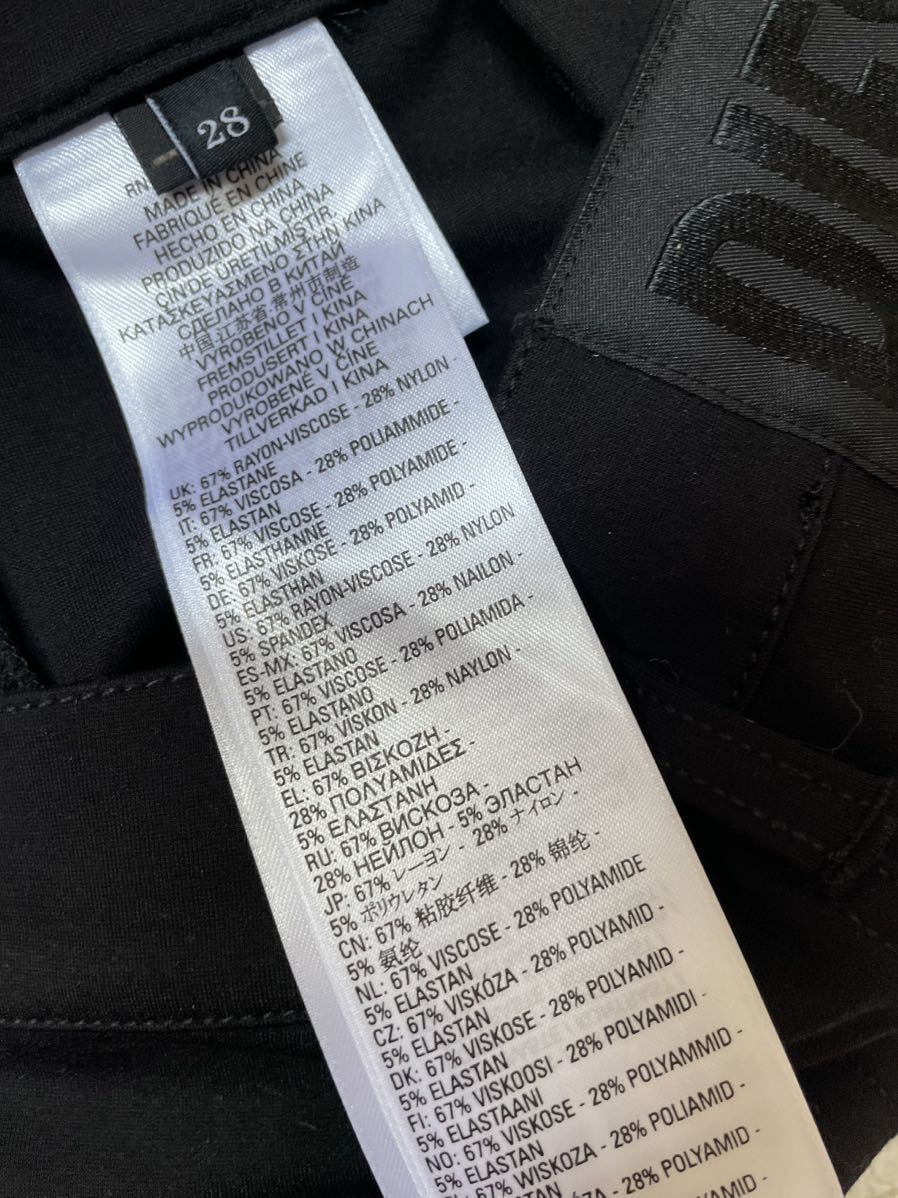 28
RN
MADE IN CHINA
FABRIQUÉ EN CHINE
HECHO EN CHINA
PRODUZIDO NA CHINA
ÇIN'DE ÜRETILMIŞTIR.
ΚΑΤΑΣΚΕΥΑΣΜΕΝΟ ΣΤΗΝ ΚΙΝΑ
СДЕЛАНО В КИТАЙ
中国江苏省常州市制造
VYROBENO V ČÍNĚ
FREMSTILLET I KINA
PRODUSERT I KINA
WYPRODUKOWANO W CHINACH
VYROBENÉ V ČÍNE
TILLVERKAD I KINA
UK: 67% RAYON-VISCOSE - 28% NYLON -
5% ELASTANE
IT: 67% VISCOSA - 28% POLIAMMIDE -
5% ELASTAN
FR: 67% VISCOSE - 28% POLYAMIDE -
5% ELASTHANNE
DE: 67% VISKOSE - 28% POLYAMID -
5% ELASTHAN
US: 67% RAYON-VISCOSE - 28% NYLON
5% SPANDEX
ES-MX: 67% VISCOSA - 28% NAILON -
5% ELASTANO
PT: 67% VISCOSE - 28% POLIAMIDA -
5% ELASTANO
TR: 67% VISKON - 28% NAYLON -
5% ELASTAN
EL: 67% ΒΙΣΚΟΖΗ -
28% ΠΟΛΥΑΜΙΔΕΣ -
5% ΕΛΑΣΤΑΝΗ
RU: 67% ВИСКОЗА -
28% НЕЙЛОН - 5% ЭЛАСТАН
JP: 67% レーヨン - 28% ナイロン -
5% ポリウレタン
CN: 67% 粘胶纤维 - 28% 锦纶 -
5% 氨纶
NL: 67% VISCOSE - 28% POLYAMIDE
5% ELASTAN
CZ: 67% VISKÓZA - 28% POLYAMID -
5% ELASTAN
DK: 67% VISKOSE - 28% POLYAMID -
5% ELASTAN
FI: 67% VISKOOSI - 28% POLYAMIDI -
5% ELASTAANI
NO: 67% VISKOSE - 28% POLYAMMID -
5% ELASTAN
67% WISKOZA - 28% POLIAMID -
ELASTAN
28% POLYAMID -
DIE